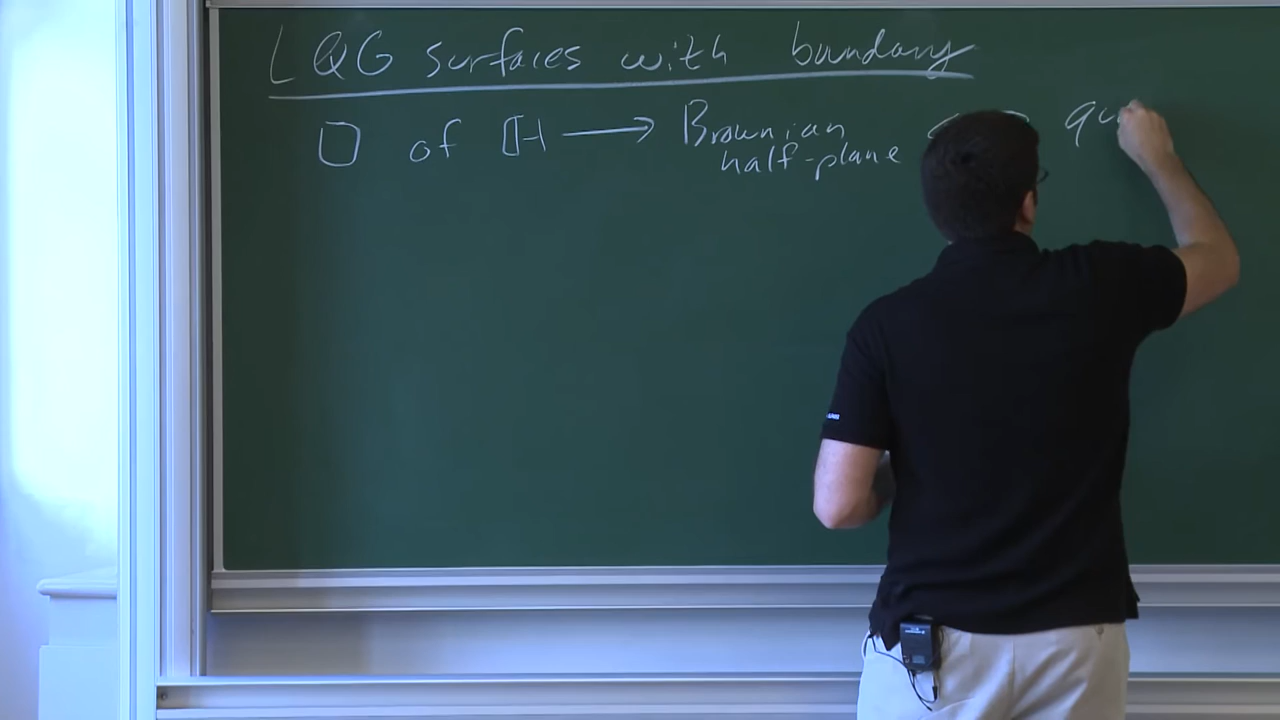 LQG surfaces with boundary
□ of ℍ ⟶ Brownian half-plane qu